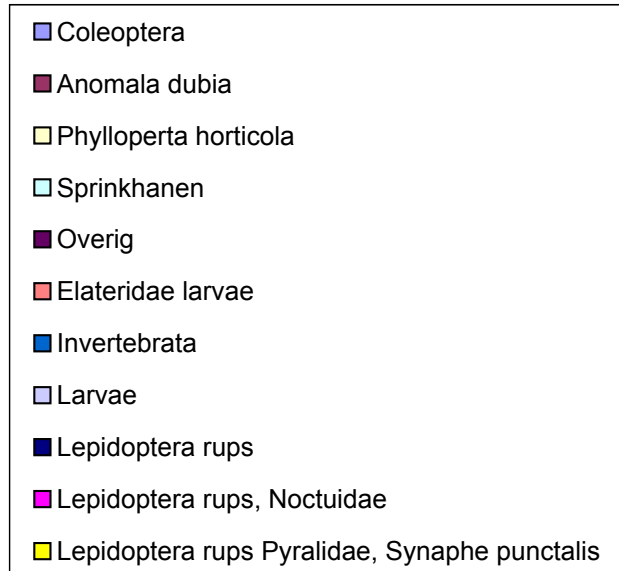 Coleoptera
Anomala dubia
Phylloperta horticola
Sprinkhanen
Overig
Elateridae larvae
Invertebrata
Larvae
Lepidoptera rups
Lepidoptera rups, Noctuidae
Lepidoptera rups Pyralidae, Synaphe punctalis